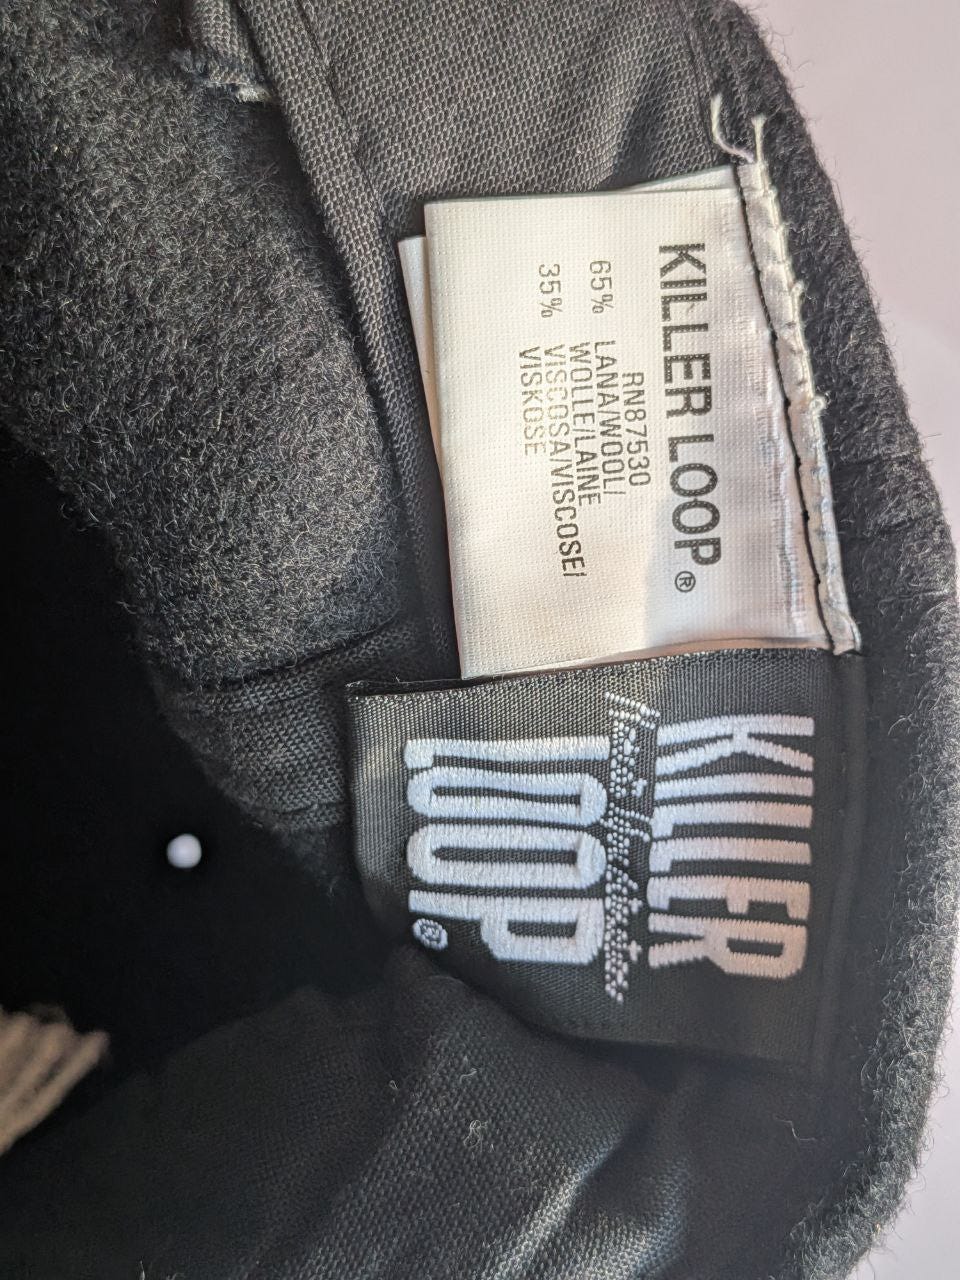 KILLER LOOP®
RN87530
65% LANA/WOOL/
WOLLE/LAINE
35% VISCOSA/VISCOSE/
VISKOSE
KILLER
LOOP®